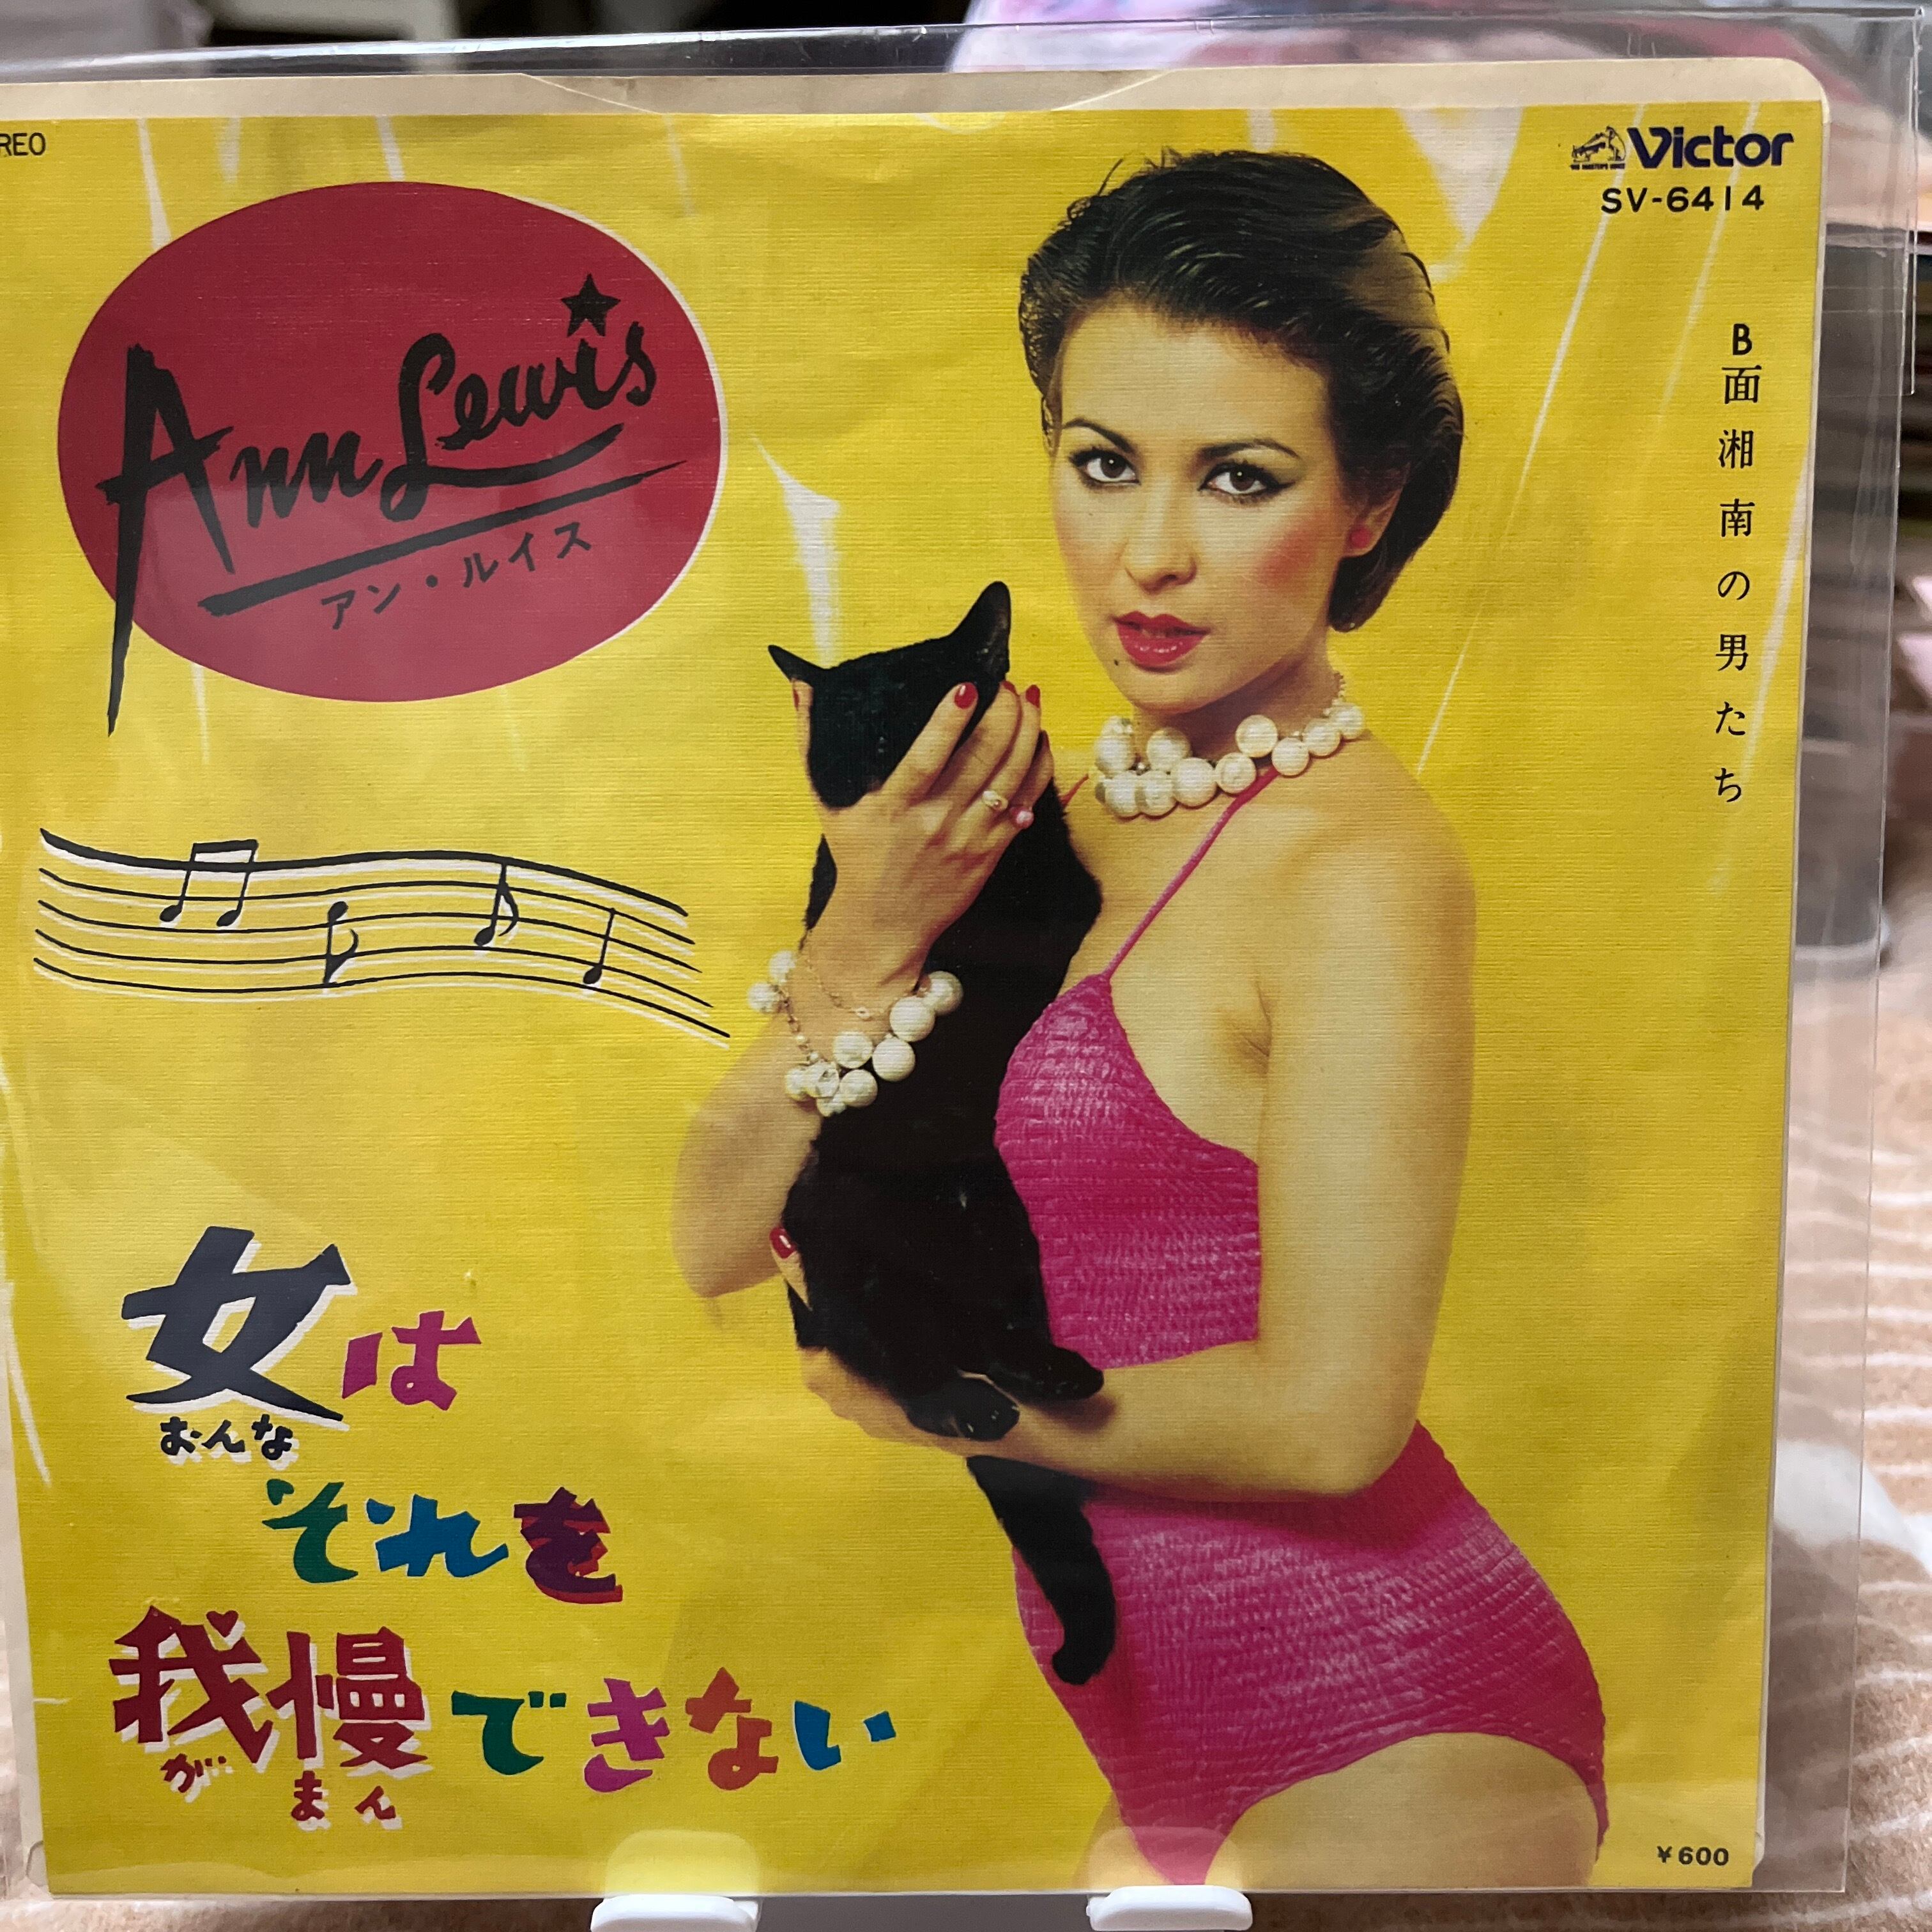 REO
Victor
SV-6414
Ann Lewis
アン・ルイス
B面 湘南の男たち
女は
おんな
それを
我慢できない
がまん
¥600